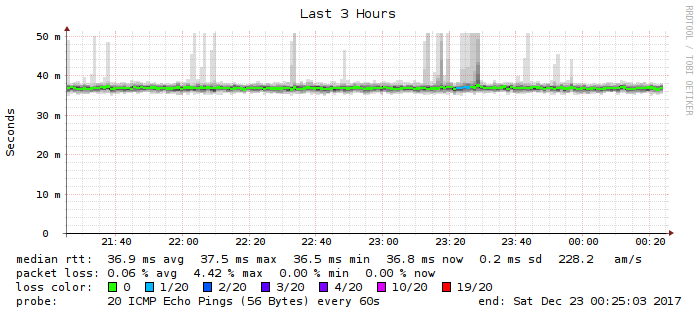 Last 3 Hours
RRDTOOL / TOBI OETIKER
Seconds
50 m
40 m
30 m
20 m
10 m
0
21:40 22:00 22:20 22:40 23:00 23:20 23:40 00:00 00:20
median rtt: 36.9 ms avg 37.5 ms max 36.5 ms min 36.8 ms now 0.2 ms sd 228.2 am/s
packet loss: 0.06 % avg 4.42 % max 0.00 % min 0.00 % now
loss color: 0 1/20 2/20 3/20 4/20 10/20 19/20
probe: 20 ICMP Echo Pings (56 Bytes) every 60s end: Sat Dec 23 00:25:03 2017